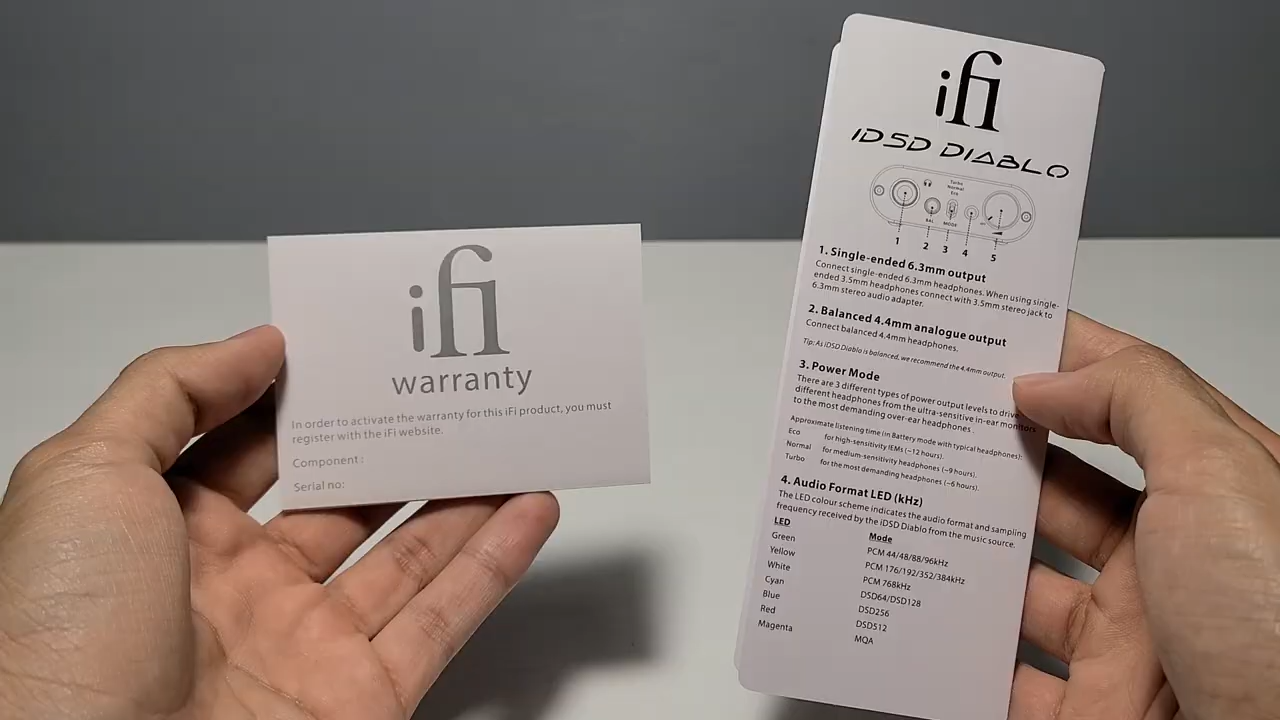 ifi
warranty
In order to activate the warranty for this iFi product, you must
register with the iFi website.
Component :
Serial no:
ifi
iDSD DIABLO
Turbo
Normal
Eco
BAL
MODE
1 2 3 4 5
1. Single-ended 6.3mm output
Connect single-ended 6.3mm headphones. When using single-
ended 3.5mm headphones connect with 3.5mm stereo jack to
6.3mm stereo audio adapter.
2. Balanced 4.4mm analogue output
Connect balanced 4.4mm headphones.
Tip: As iDSD Diablo is balanced, we recommend the 4.4mm output.
3. Power Mode
There are 3 different types of power output levels to drive
different headphones from the ultra-sensitive in-ear monitors
to the most demanding over-ear headphones .
Approximate listening time (in Battery mode with typical headphones):
Eco for high-sensitivity IEMs (~12 hours).
Normal for medium-sensitivity headphones (~9 hours).
Turbo for the most demanding headphones (~6 hours).
4. Audio Format LED (kHz)
The LED colour scheme indicates the audio format and sampling
frequency received by the iDSD Diablo from the music source.
LED Mode
Green PCM 44/48/88/96kHz
Yellow PCM 176/192/352/384kHz
White PCM 768kHz
Cyan DSD64/DSD128
Blue DSD256
Red DSD512
Magenta MQA